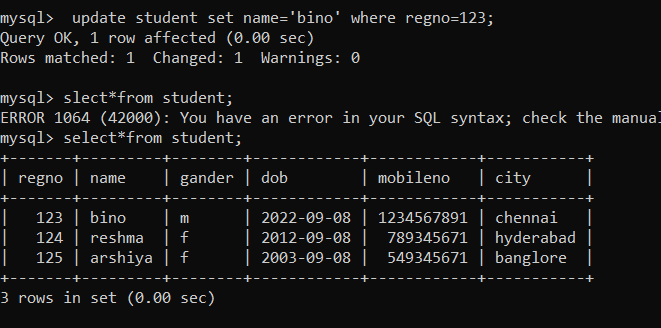 mysql>  update student set name='bino' where regno=123;
Query OK, 1 row affected (0.00 sec)
Rows matched: 1  Changed: 1  Warnings: 0

mysql> slect*from student;
ERROR 1064 (42000): You have an error in your SQL syntax; check the manual
mysql> select*from student;
+-------+---------+--------+------------+------------+-----------+
| regno | name    | gander | dob        | mobileno   | city      |
+-------+---------+--------+------------+------------+-----------+
|   123 | bino    | m      | 2022-09-08 | 1234567891 | chennai   |
|   124 | reshma  | f      | 2012-09-08 |  789345671 | hyderabad |
|   125 | arshiya | f      | 2003-09-08 |  549345671 | banglore  |
+-------+---------+--------+------------+------------+-----------+
3 rows in set (0.00 sec)